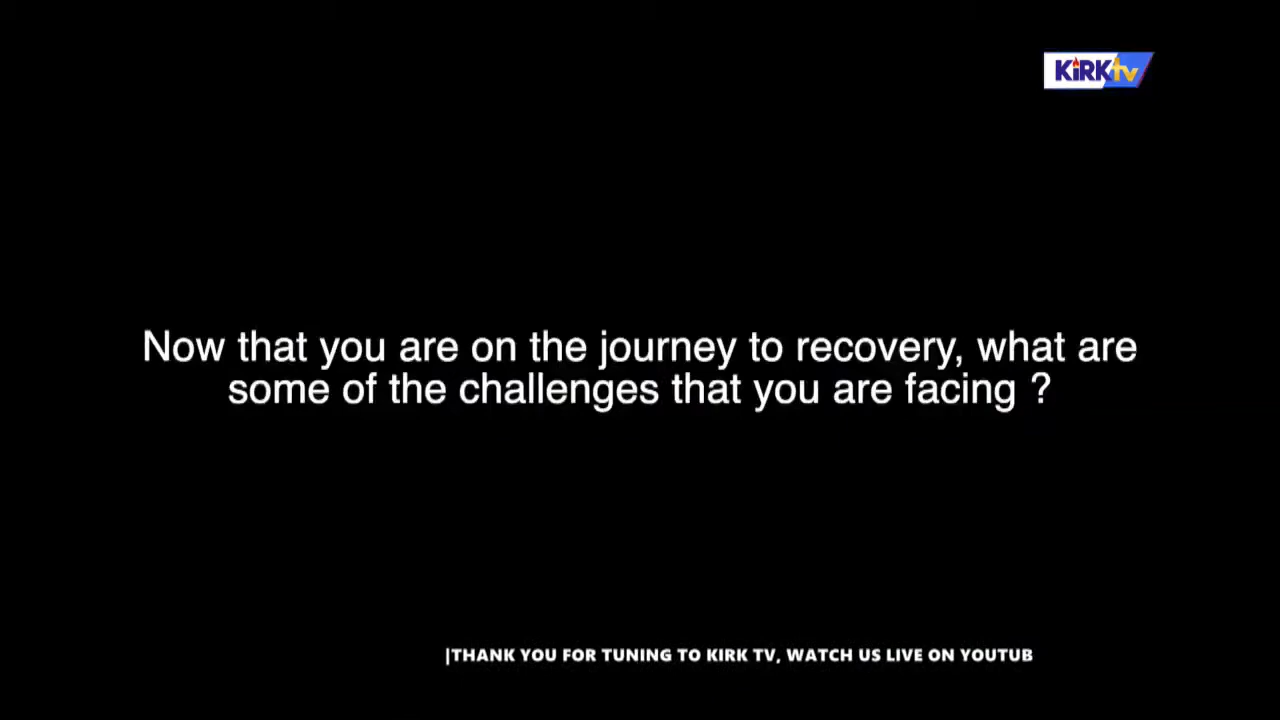 KiRKtv
Now that you are on the journey to recovery, what are
some of the challenges that you are facing ?
|THANK YOU FOR TUNING TO KIRK TV, WATCH US LIVE ON YOUTUB